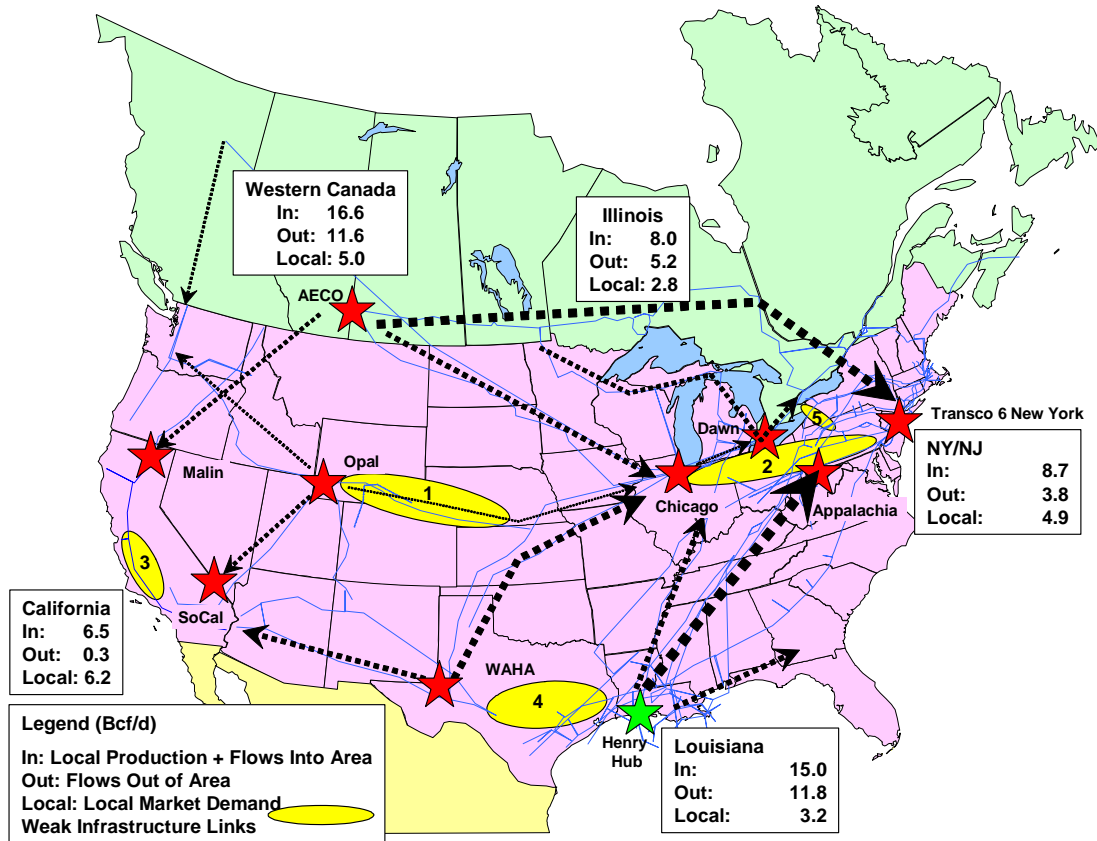 Western Canada
In: 16.6
Out: 11.6
Local: 5.0
Illinois
In: 8.0
Out: 5.2
Local: 2.8
AECO
Transco 6 New York
Dawn
5
NY/NJ
In: 8.7
Out: 3.8
Local: 4.9
Malin
Opal
1
2
Chicago
Appalachia
3
SoCal
California
In: 6.5
Out: 0.3
Local: 6.2
WAHA
4
Henry
Hub
Louisiana
In: 15.0
Out: 11.8
Local: 3.2
Legend (Bcf/d)
In: Local Production + Flows Into Area
Out: Flows Out of Area
Local: Local Market Demand
Weak Infrastructure Links